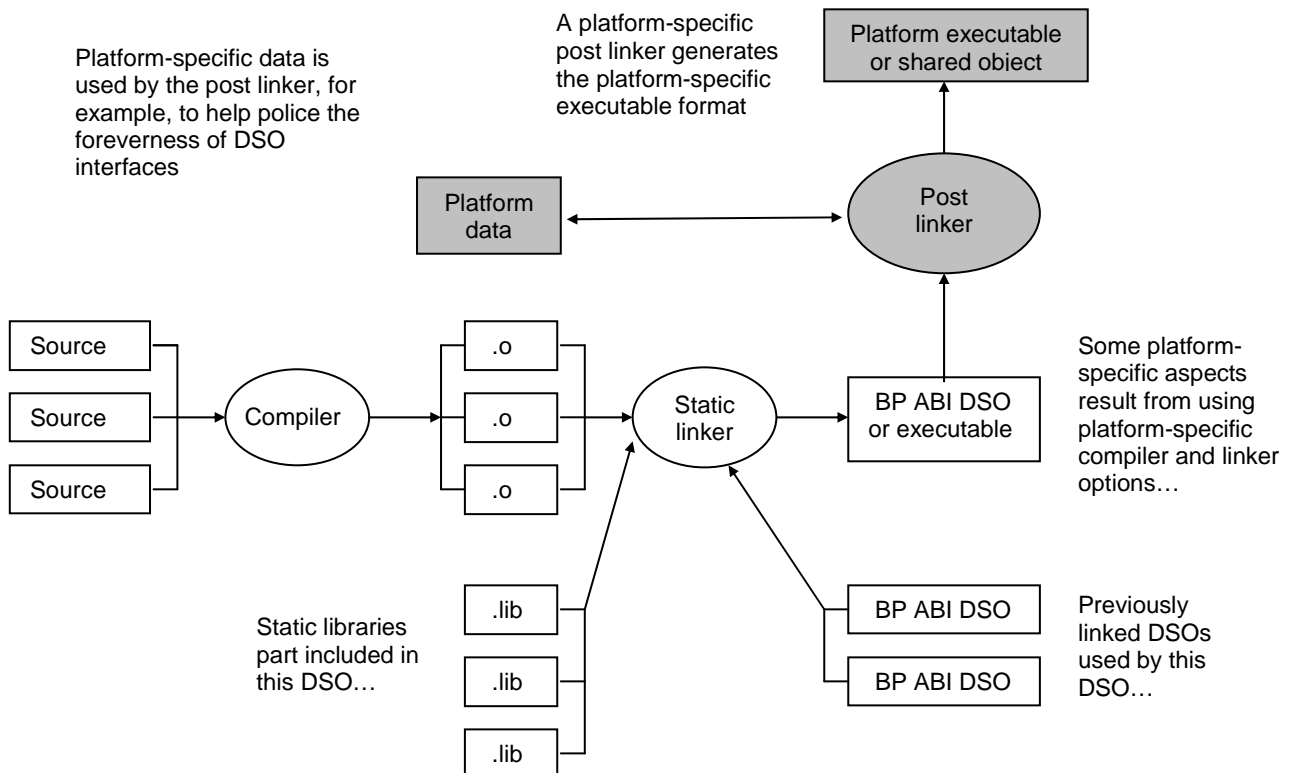 Platform-specific data is
used by the post linker, for
example, to help police the
foreverness of DSO
interfaces
A platform-specific
post linker generates
the platform-specific
executable format
Platform executable
or shared object
Platform
data
Post
linker
Source
Source
Source
Compiler
.o
.o
.o
Static
linker
BP ABI DSO
or executable
Some platform-
specific aspects
result from using
platform-specific
compiler and linker
options…
Static libraries
part included in
this DSO…
.lib
.lib
.lib
BP ABI DSO
BP ABI DSO
Previously
linked DSOs
used by this
DSO…